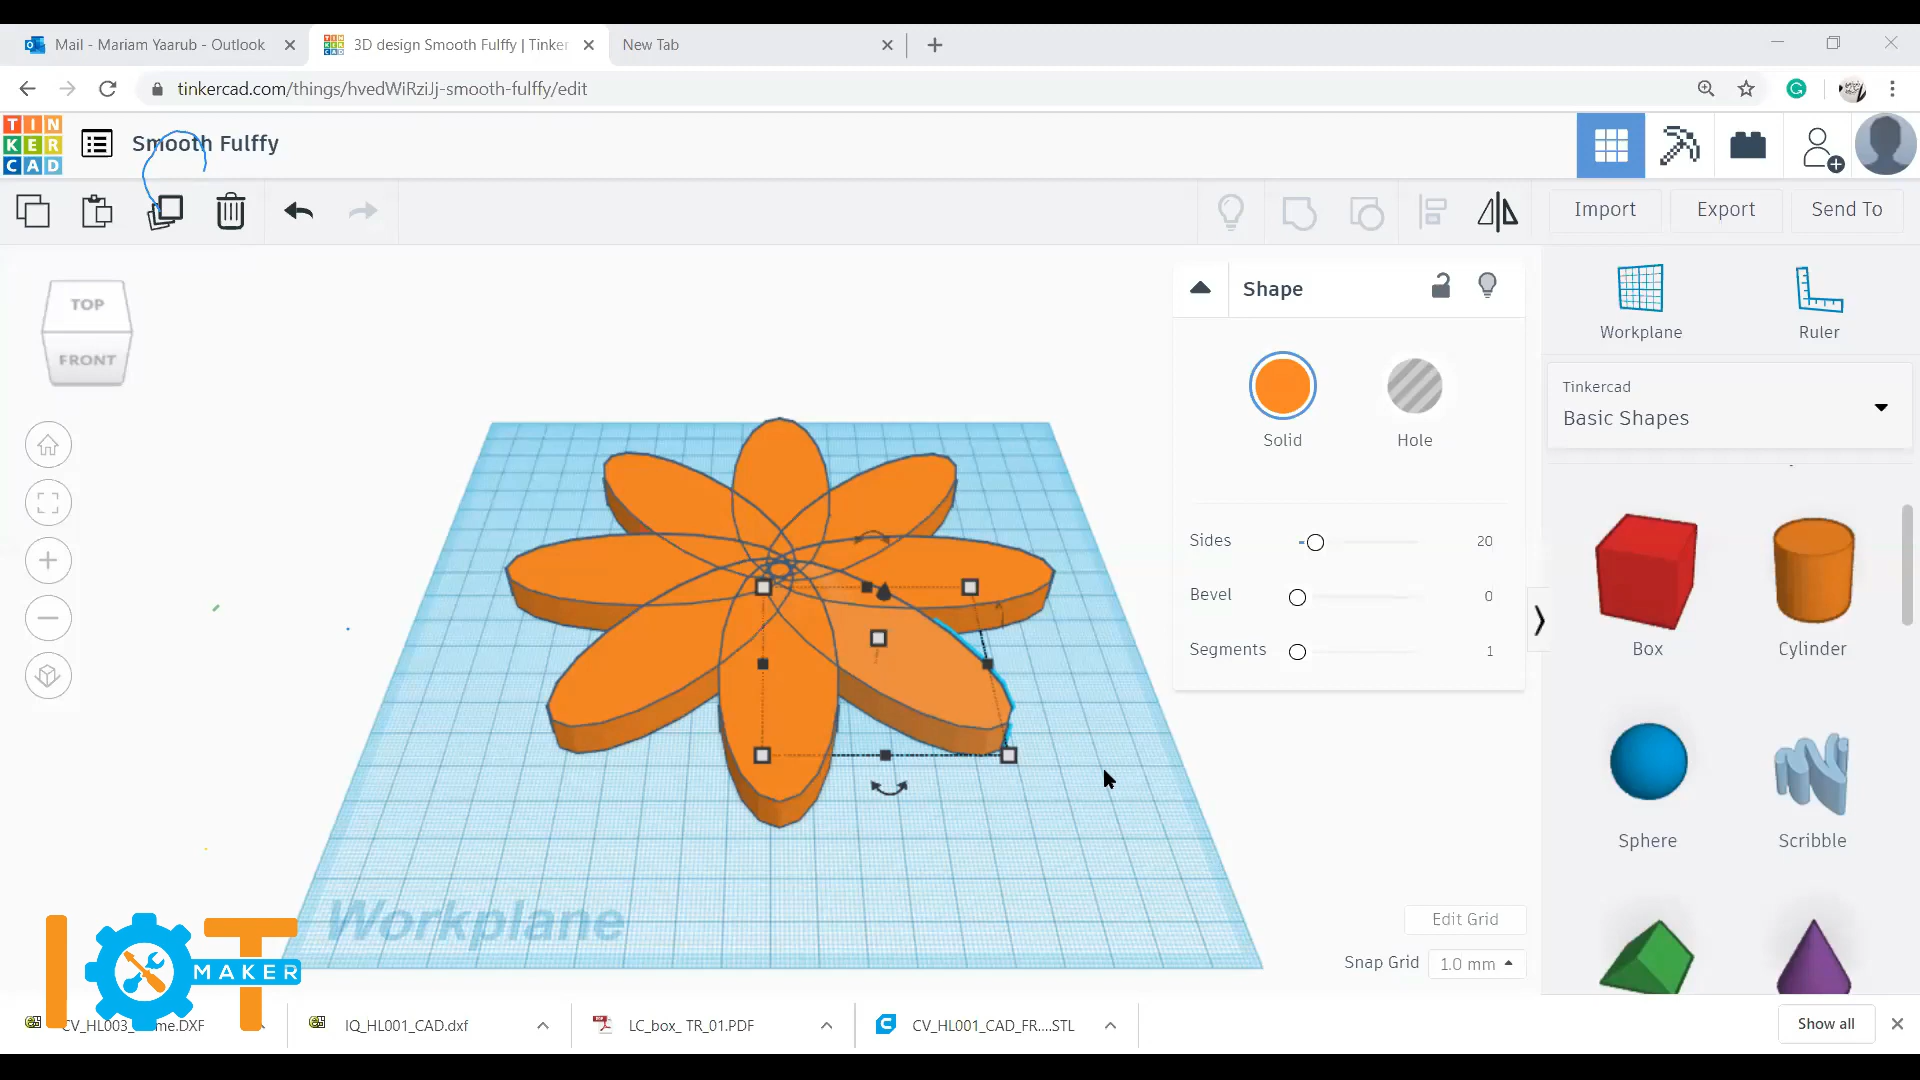 Mail - Mariam Yaarub - Outlook
3D design Smooth Fulffy | Tinker
New Tab
tinkercad.com/things/hvedWiRziJj-smooth-fulffy/edit
TIN
KER
CAD
Smooth Fulffy
Import
Export
Send To
TOP
FRONT
Shape
Solid
Hole
Sides 20
Bevel 0
Segments 1
Workplane
Ruler
Tinkercad
Basic Shapes
Box
Cylinder
Sphere
Scribble
Workplane
Edit Grid
Snap Grid 1.0 mm
IOT
MAKER
IQ_HL001_CAD.dxf
LC_box_ TR_01.PDF
CV_HL001_CAD_FR....STL
Show all